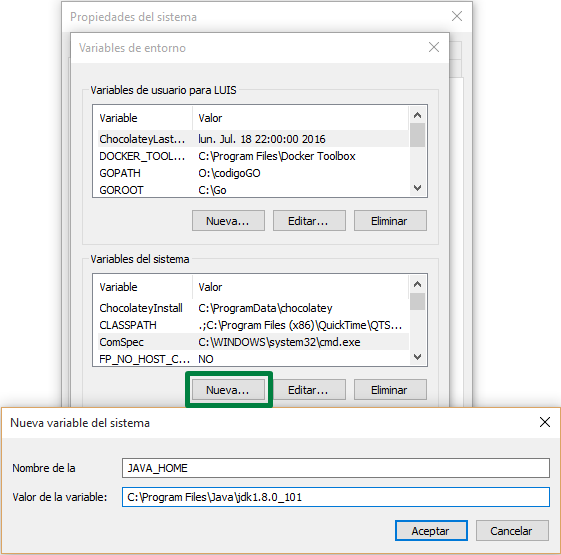 Propiedades del sistema
Variables de entorno
Variables de usuario para LUIS
Variable Valor
ChocolateyLast... lun. Jul. 18 22:00:00 2016
DOCKER_TOOL... C:\Program Files\Docker Toolbox
GOPATH O:\codigoGO
GOROOT C:\Go
Nueva... Editar... Eliminar
Variables del sistema
Variable Valor
ChocolateyInstall C:\ProgramData\chocolatey
CLASSPATH .;C:\Program Files (x86)\QuickTime\QTS...
ComSpec C:\WINDOWS\system32\cmd.exe
FP_NO_HOST_C... NO
Nueva... Editar... Eliminar
Nueva variable del sistema
Nombre de la JAVA_HOME
Valor de la variable: C:\Program Files\Java\jdk1.8.0_101
Aceptar Cancelar